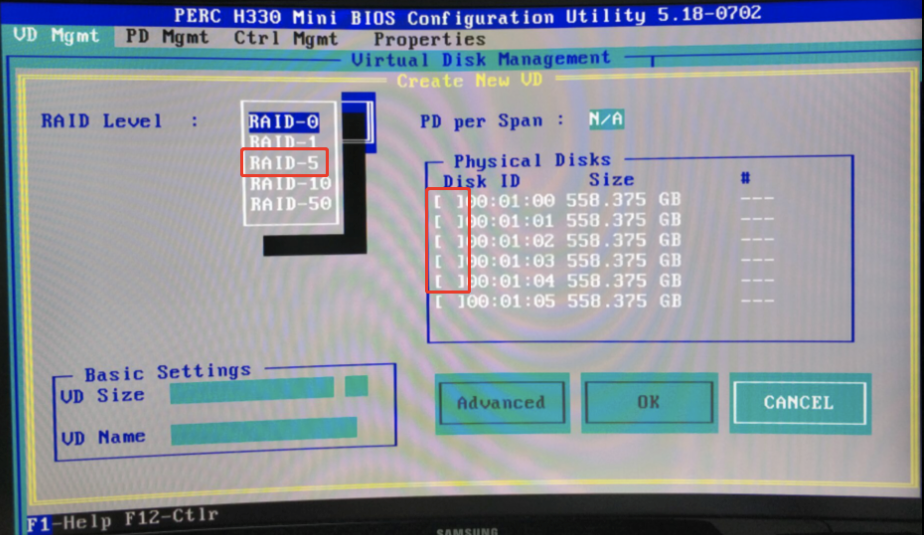 PERC H330 Mini BIOS Configuration Utility 5.18-0702
VD Mgmt PD Mgmt Ctrl Mgmt Properties
Virtual Disk Management
Create New VD
RAID Level :
RAID-0
RAID-1
RAID-5
RAID-10
RAID-50
PD per Span : N/A
Physical Disks
Disk ID Size #
[ ]00:01:00 558.375 GB ---
[ ]00:01:01 558.375 GB ---
[ ]00:01:02 558.375 GB ---
[ ]00:01:03 558.375 GB ---
[ ]00:01:04 558.375 GB ---
[ ]00:01:05 558.375 GB ---
Basic Settings
VD Size
VD Name
Advanced OK CANCEL
F1-Help F12-Ctlr
SAMSUNG